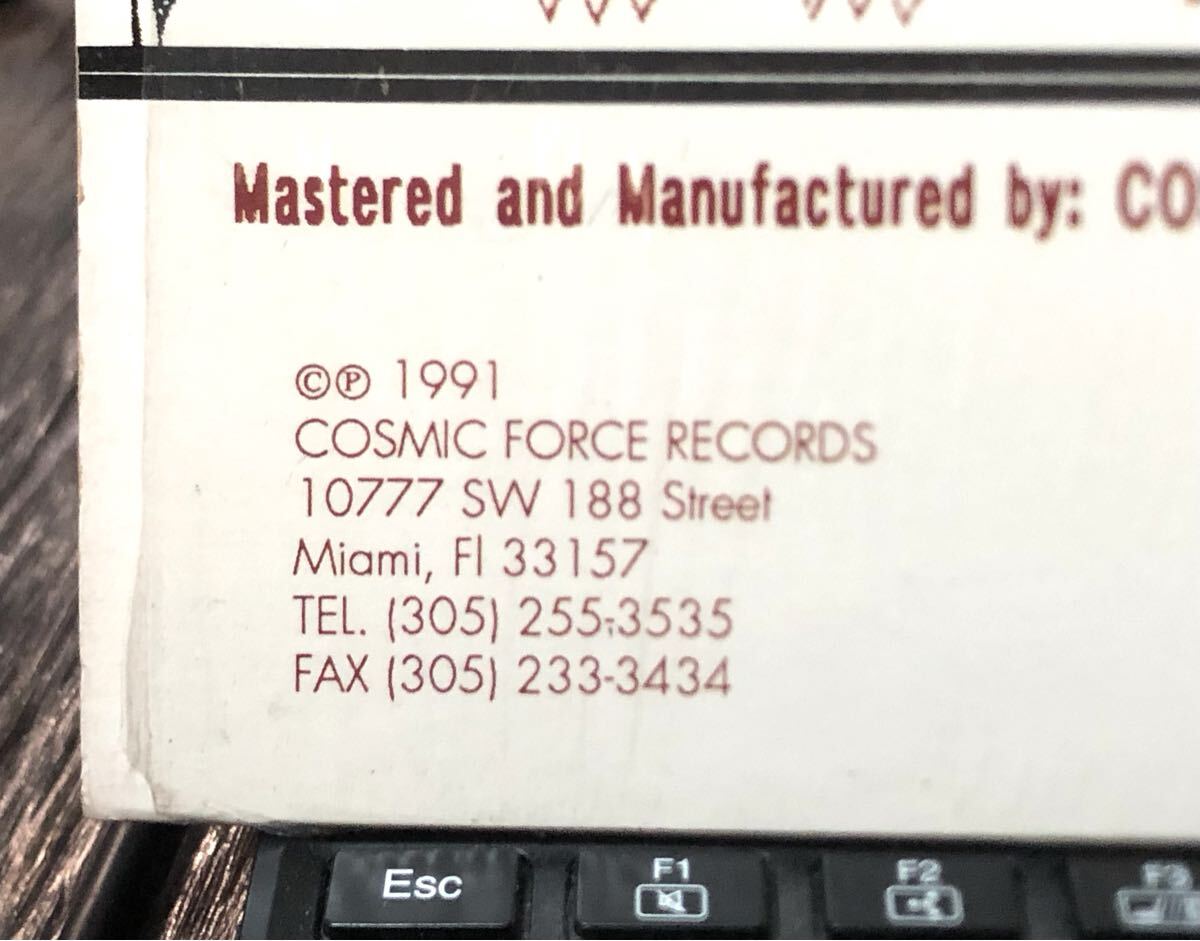 Mastered and Manufactured by: CO
©℗ 1991
COSMIC FORCE RECORDS
10777 SW 188 Street
Miami, Fl 33157
TEL. (305) 255-3535
FAX (305) 233-3434
Esc
F1
F2
F3